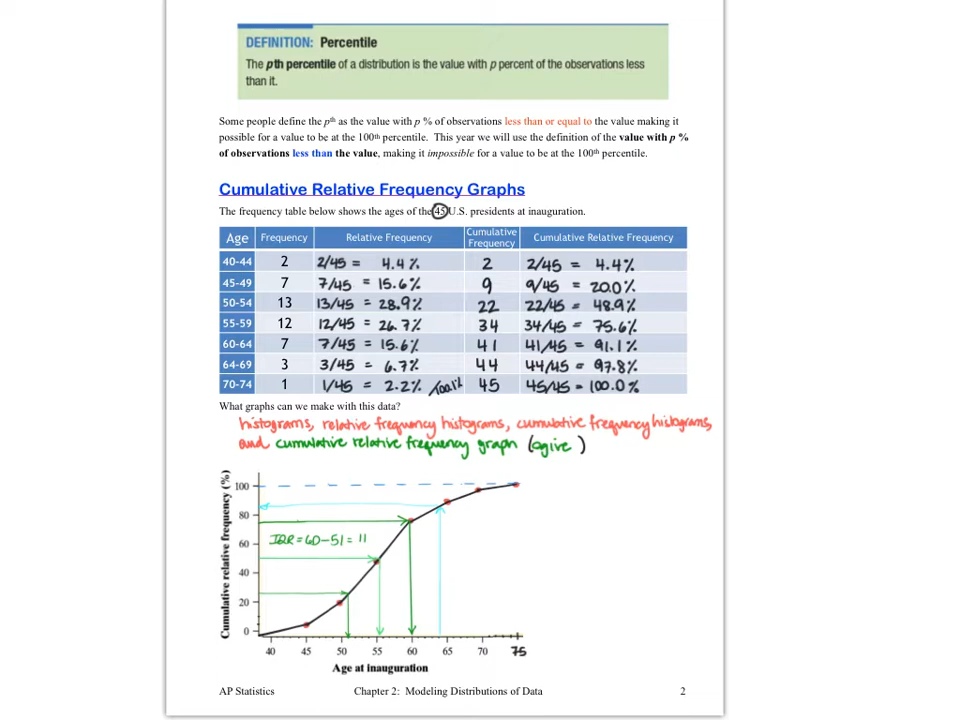 DEFINITION: Percentile
The pth percentile of a distribution is the value with p percent of the observations less
than it.
Some people define the pth as the value with p % of observations less than or equal to the value making it
possible for a value to be at the 100th percentile. This year we will use the definition of the value with p %
of observations less than the value, making it impossible for a value to be at the 100th percentile.
Cumulative Relative Frequency Graphs
The frequency table below shows the ages of the 45 U.S. presidents at inauguration.
Age Frequency Relative Frequency Cumulative Frequency Cumulative Relative Frequency
40-44 2 2/45 = 4.4% 2 2/45 = 4.4%
45-49 7 7/45 = 15.6% 9 9/45 = 20.0%
50-54 13 13/45 = 28.9% 22 22/45 = 48.9%
55-59 12 12/45 = 26.7% 34 34/45 = 75.6%
60-64 7 7/45 = 15.6% 41 41/45 = 91.1%
64-69 3 3/45 = 6.7% 44 44/45 = 97.8%
70-74 1 1/45 = 2.2% /100.1% 45 45/45 = 100.0%
What graphs can we make with this data?
histograms, relative frequency histograms, cumulative frequency histograms,
and cumulative relative frequency graph (ogive)
Cumulative relative frequency (%)
100
80
60
40
20
0
IQR = 60 - 51 = 11
40 45 50 55 60 65 70 75
Age at inauguration
AP Statistics Chapter 2: Modeling Distributions of Data 2